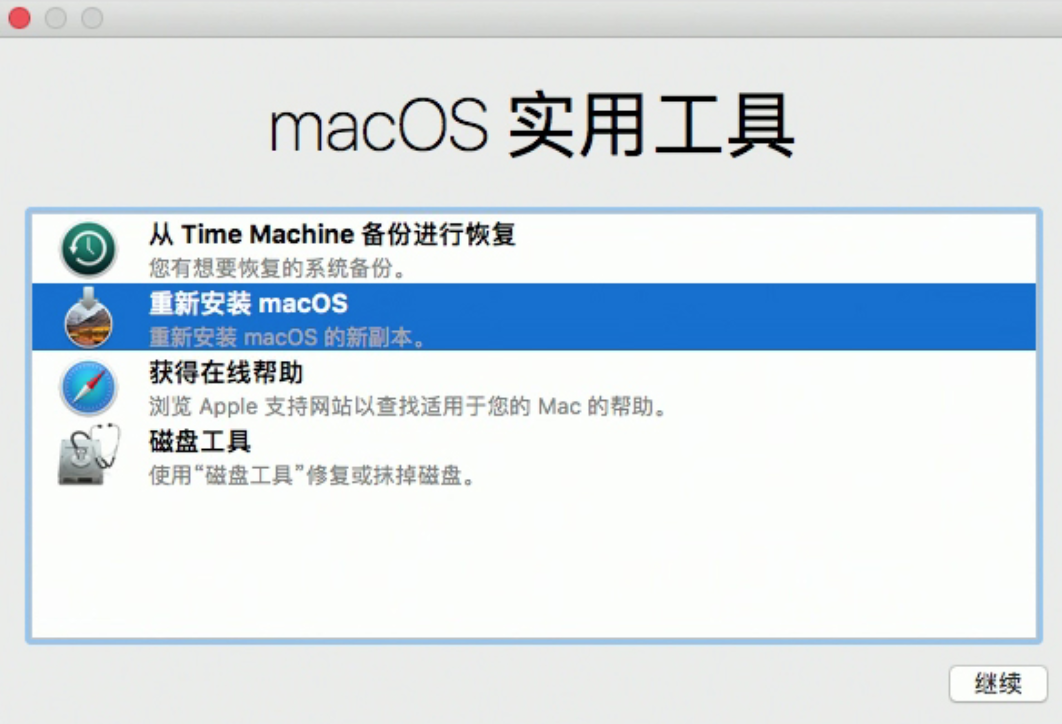 macOS 实用工具
从 Time Machine 备份进行恢复
您有想要恢复的系统备份。
重新安装 macOS
重新安装 macOS 的新副本。
获得在线帮助
浏览 Apple 支持网站以查找适用于您的 Mac 的帮助。
磁盘工具
使用“磁盘工具”修复或抹掉磁盘。
继续